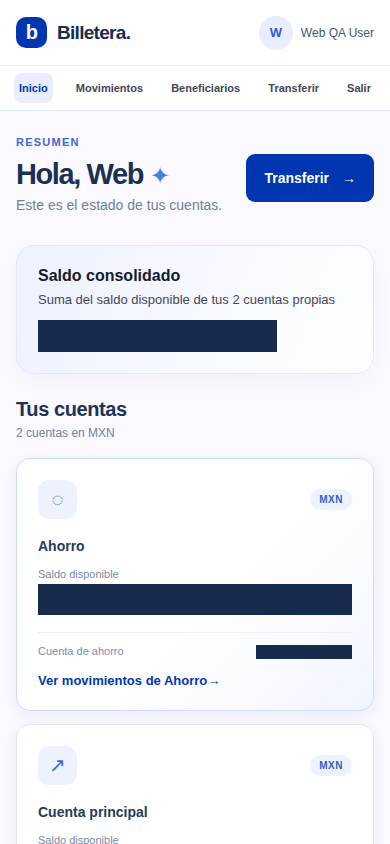 b Billetera.
W Web QA User
Inicio Movimientos Beneficiarios Transferir Salir
RESUMEN
Hola, Web ✦
Transferir →
Este es el estado de tus cuentas.
Saldo consolidado
Suma del saldo disponible de tus 2 cuentas propias
Tus cuentas
2 cuentas en MXN
MXN
Ahorro
Saldo disponible
Cuenta de ahorro
Ver movimientos de Ahorro→
↗ MXN
Cuenta principal
Saldo disponible